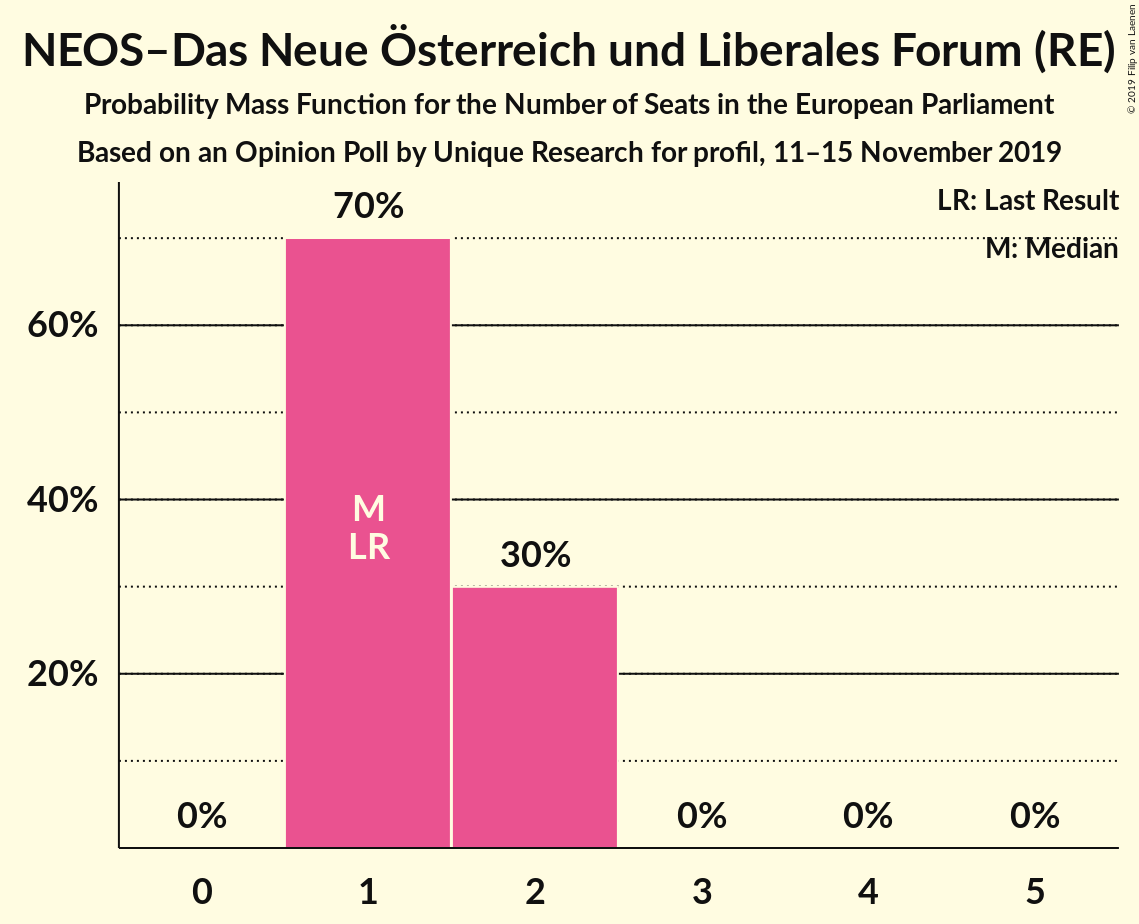 NEOS–Das Neue Österreich und Liberales Forum (RE)
Probability Mass Function for the Number of Seats in the European Parliament
Based on an Opinion Poll by Unique Research for profil, 11–15 November 2019
© 2019 Filip van Laenen
LR: Last Result
M: Median
70%
60%
40%
M
LR
30%
20%
0%
0%
0%
0%
0
1
2
3
4
5